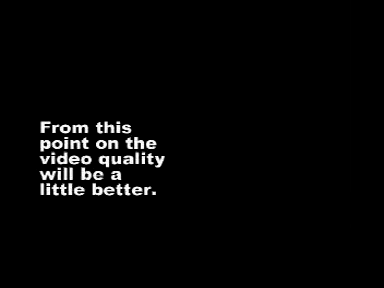 From this
point on the
video quality
will be a
little better.